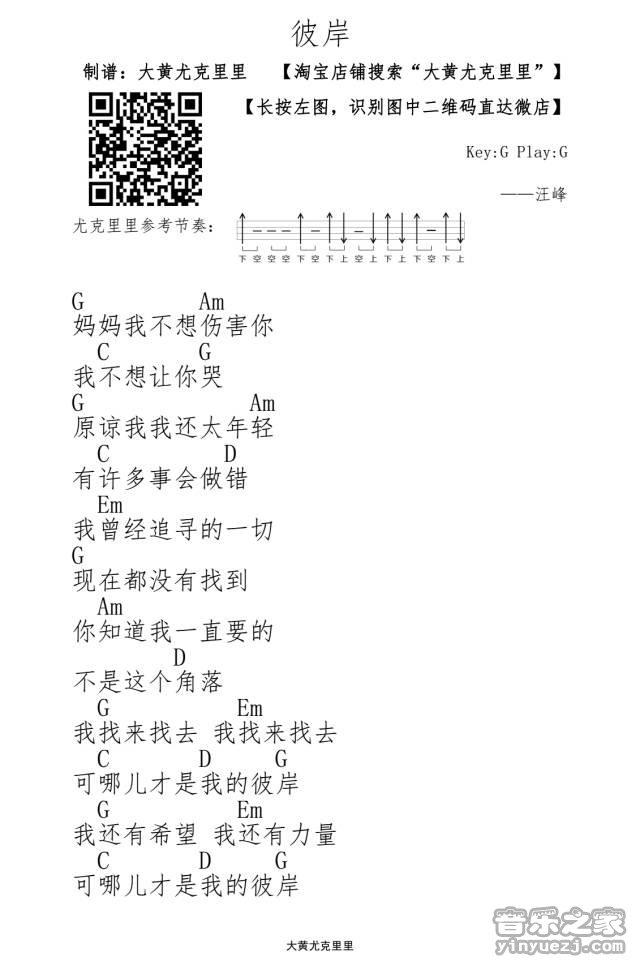 彼岸
制谱：大黄尤克里里 【淘宝店铺搜索“大黄尤克里里”】
【长按左图，识别图中二维码直达微店】
Key:G Play:G
——汪峰
尤克里里参考节奏：
下 空 空 空 下 空 下 上 空 上 下 上 下 空 下 上
G Am
妈妈我不想伤害你
C G
我不想让你哭
G Am
原谅我我还太年轻
C D
有许多事会做错
Em
我曾经追寻的一切
G
现在都没有找到
Am
你知道我一直要的
D
不是这个角落
G Em
我找来找去 我找来找去
C D G
可哪儿才是我的彼岸
G Em
我还有希望 我还有力量
C D G
可哪儿才是我的彼岸
大黄尤克里里
音乐之家
yinyuezj.com